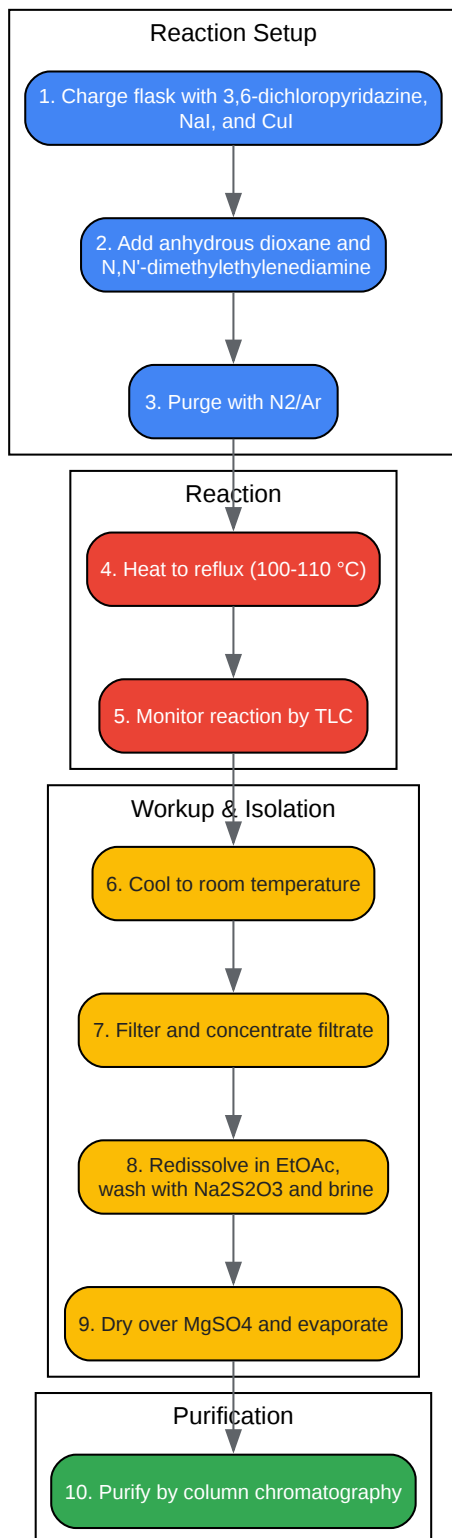 Reaction Setup
1. Charge flask with 3,6-dichloropyridazine,
NaI, and CuI
2. Add anhydrous dioxane and
N,N'-dimethylethylenediamine
3. Purge with N2/Ar
Reaction
4. Heat to reflux (100-110 °C)
5. Monitor reaction by TLC
Workup & Isolation
6. Cool to room temperature
7. Filter and concentrate filtrate
8. Redissolve in EtOAc,
wash with Na2S2O3 and brine
9. Dry over MgSO4 and evaporate
Purification
10. Purify by column chromatography